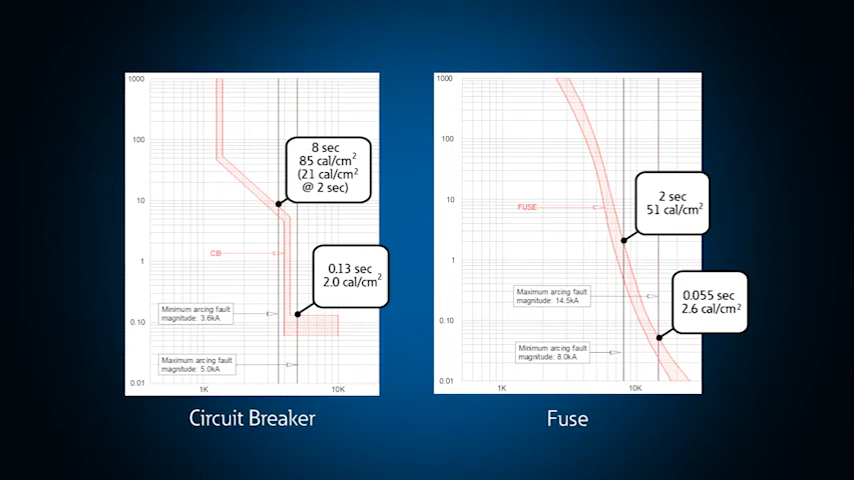 1000
100
10
1
0.10
0.01
1K
10K
8 sec
85 cal/cm²
(21 cal/cm²
@ 2 sec)
CB
0.13 sec
2.0 cal/cm²
Minimum arcing fault
magnitude: 3.6kA
Maximum arcing fault
magnitude: 5.0kA
Circuit Breaker
1000
100
10
1
0.10
0.01
1K
10K
FUSE
2 sec
51 cal/cm²
Maximum arcing fault
magnitude: 14.5kA
0.055 sec
2.6 cal/cm²
Minimum arcing fault
magnitude: 8.0kA
Fuse